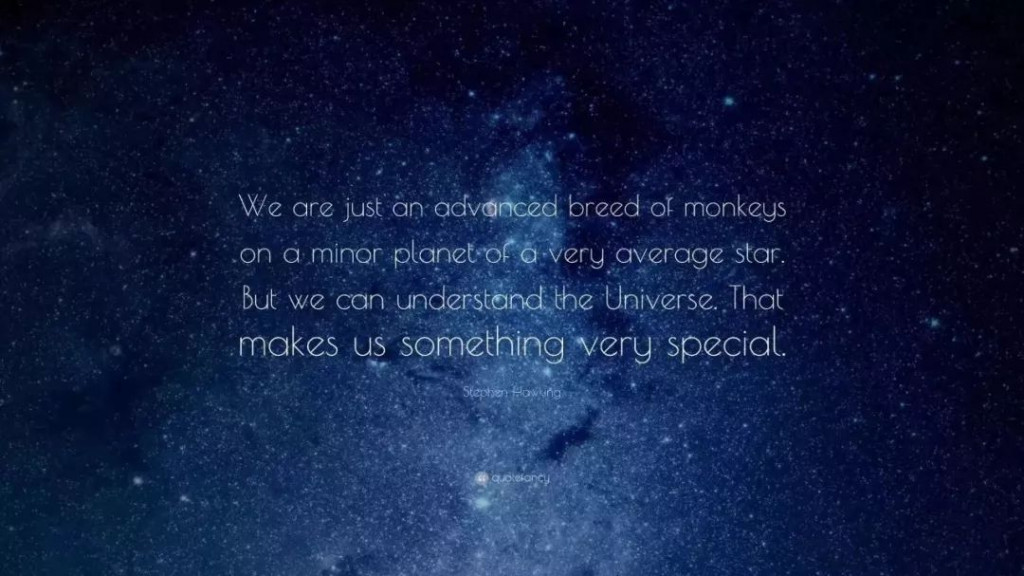 We are just an advanced breed of monkeys
on a minor planet of a very average star.
But we can understand the Universe. That
makes us something very special.
Stephen Hawking
quotefancy